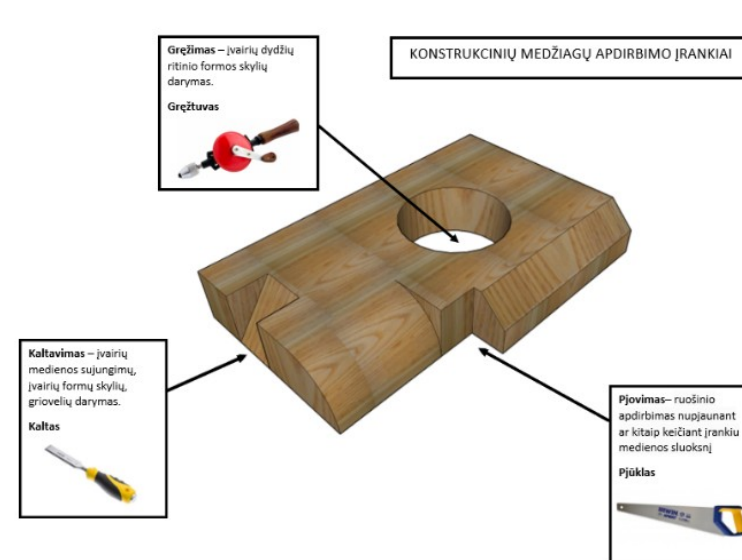 Gręžimas – įvairių dydžių
ritinio formos skylių
darymas.
Gręžtuvas
KONSTRUKCINIŲ MEDŽIAGŲ APDIRBIMO ĮRANKIAI
Kaltavimas – įvairių
medienos sujungimų,
įvairių formų skylių,
griovelių darymas.
Kaltas
Pjovimas– ruošinio
apdirbimas nupjaunant
ar kitaip keičiant įrankiu
medienos sluoksnį
Pjūklas